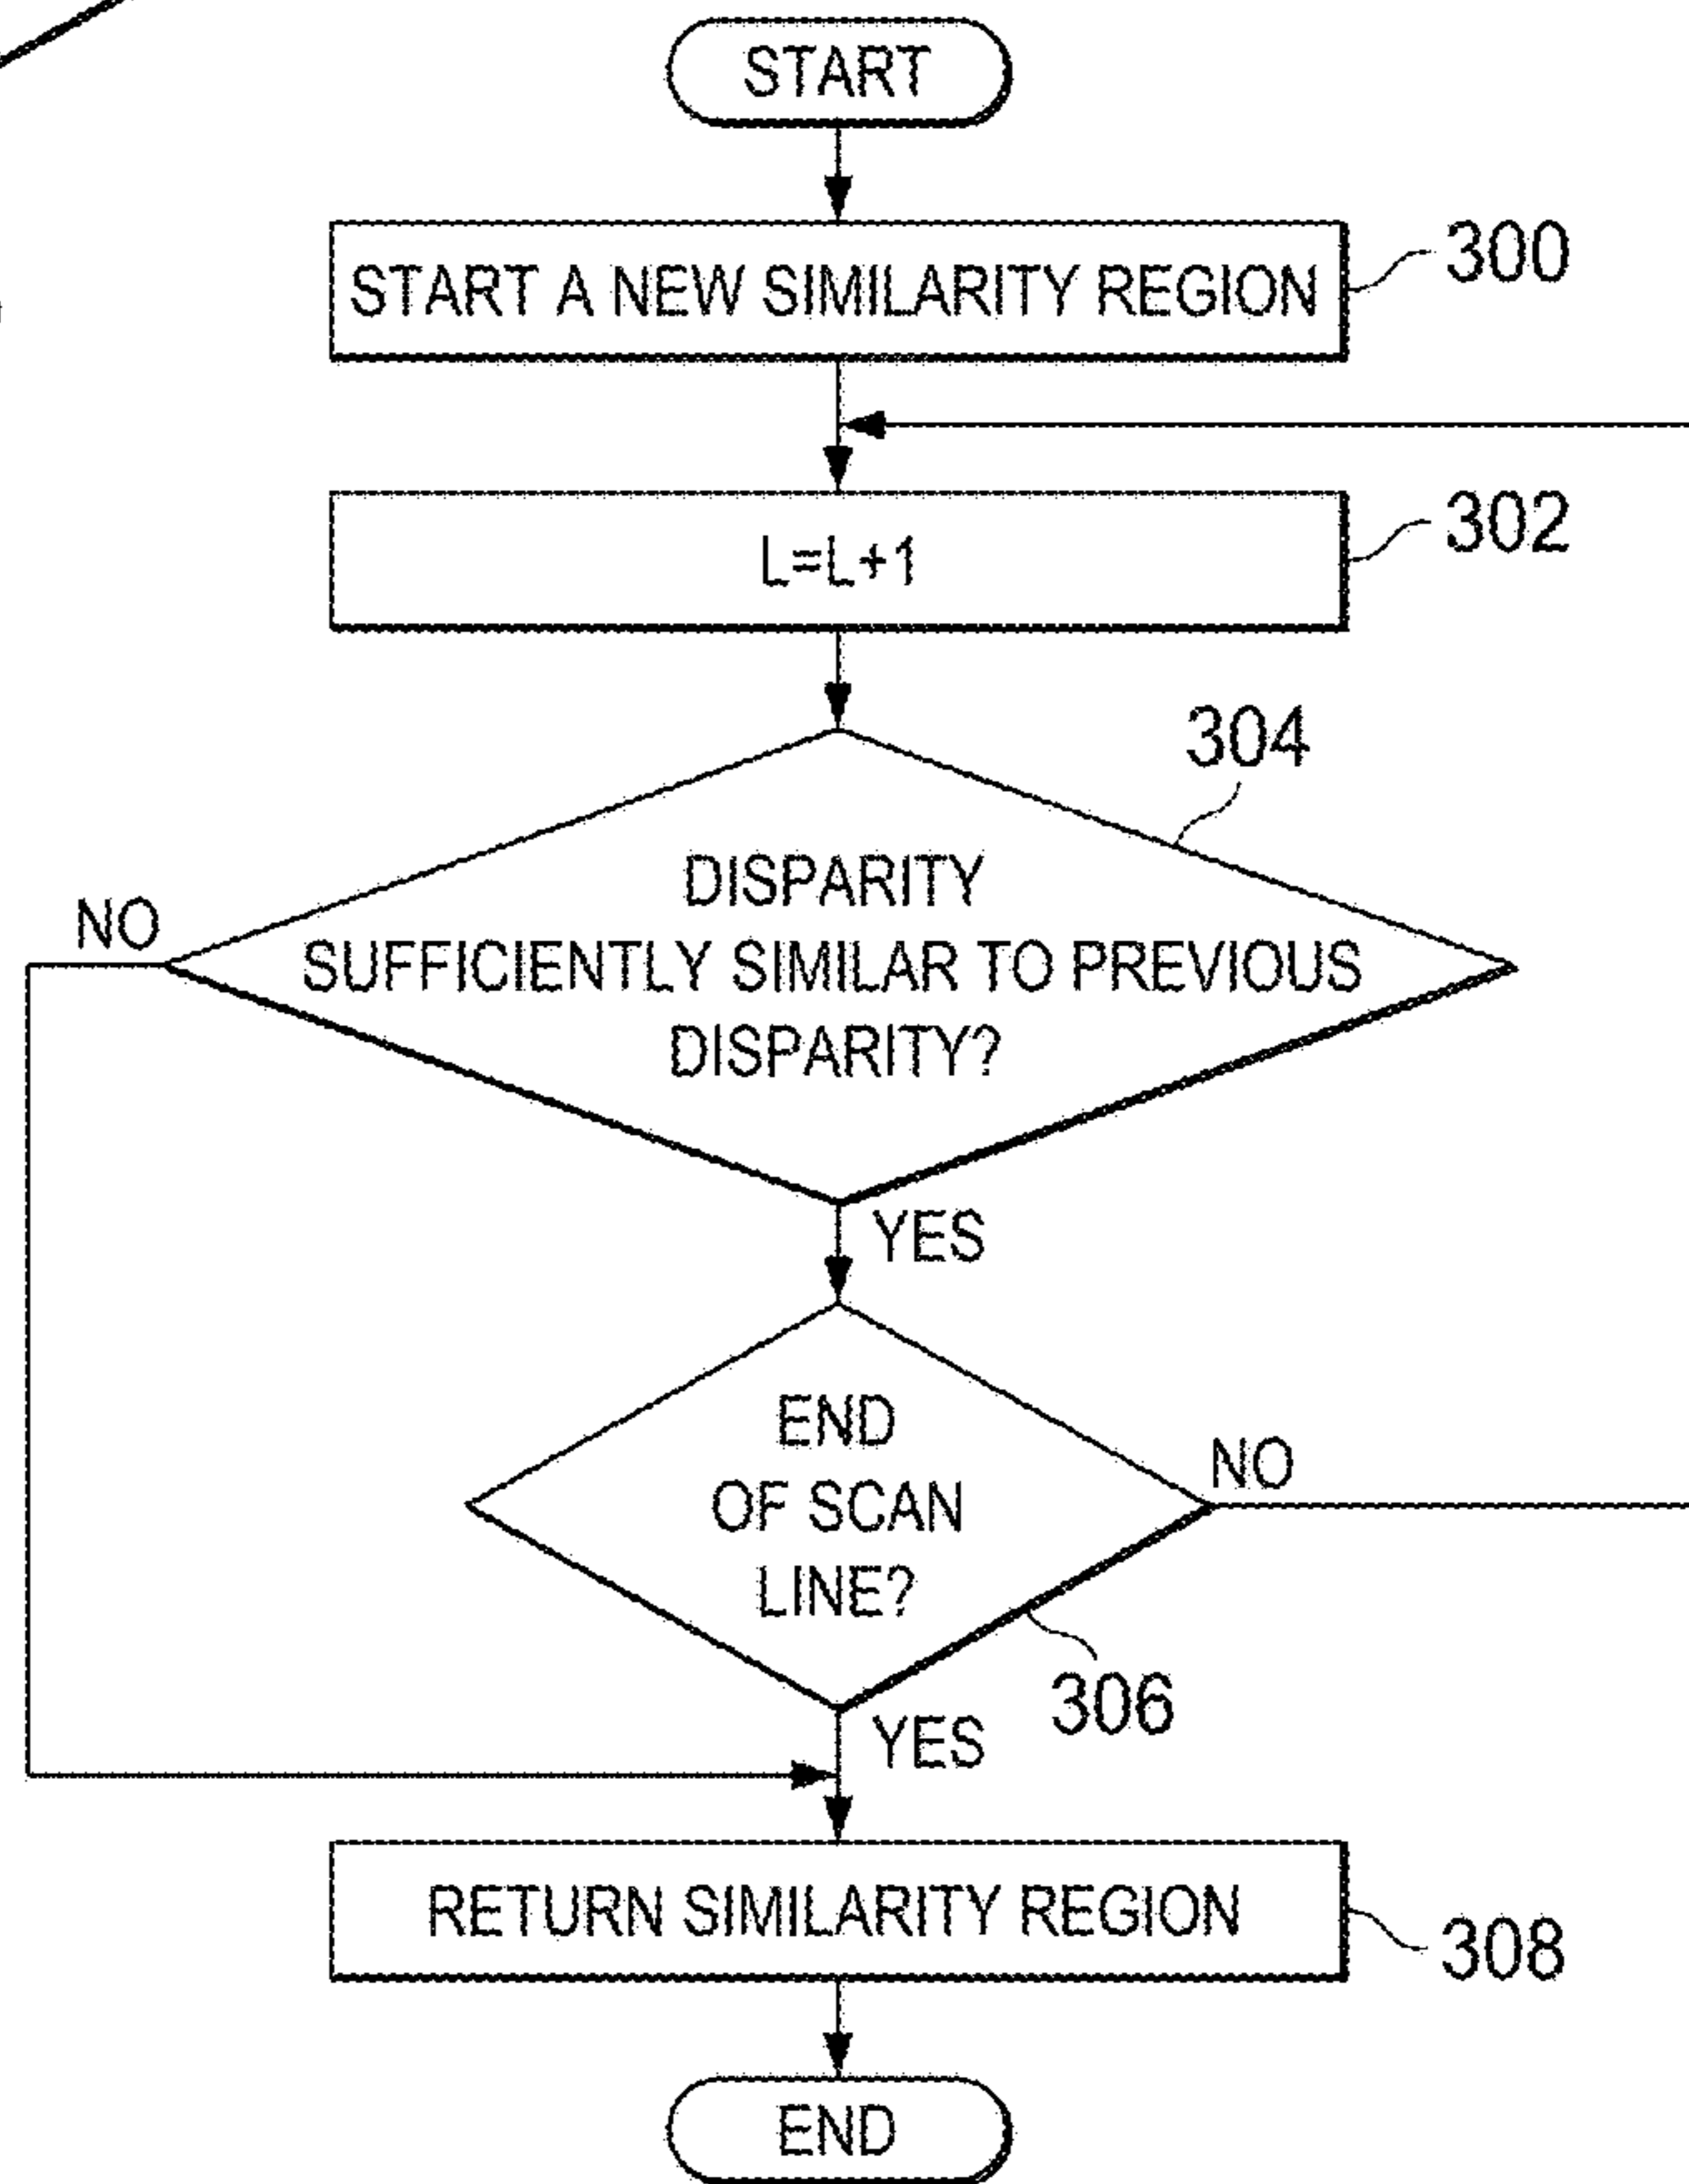 START
START A NEW SIMILARITY REGION
300
L=L+1
302
304
DISPARITY
SUFFICIENTLY SIMILAR TO PREVIOUS
DISPARITY?
NO
YES
END
OF SCAN
LINE?
NO
306
YES
RETURN SIMILARITY REGION
308
END